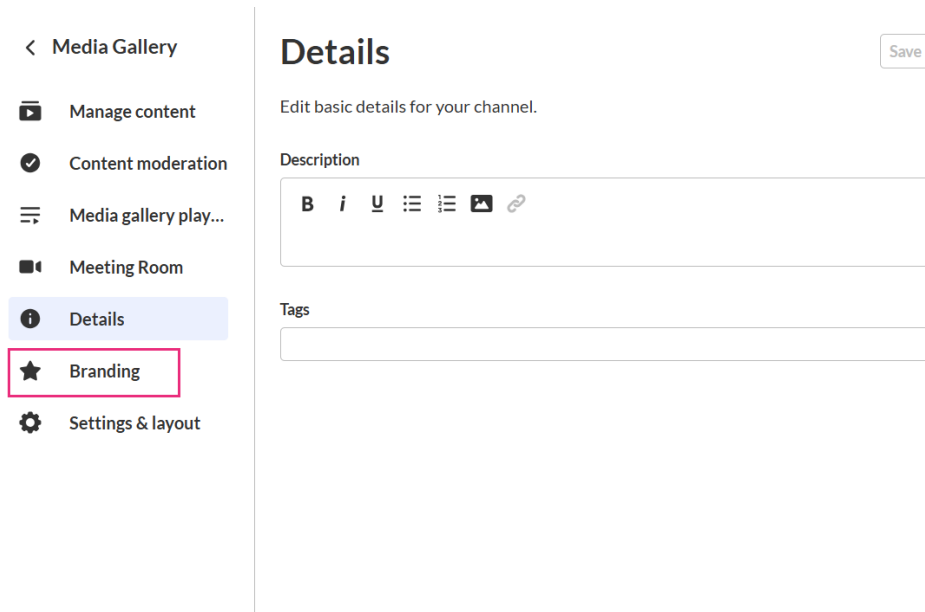 Media Gallery
Manage content
Content moderation
Media gallery play...
Meeting Room
Details
Branding
Settings & layout
Details
Save
Edit basic details for your channel.
Description
B i U
Tags